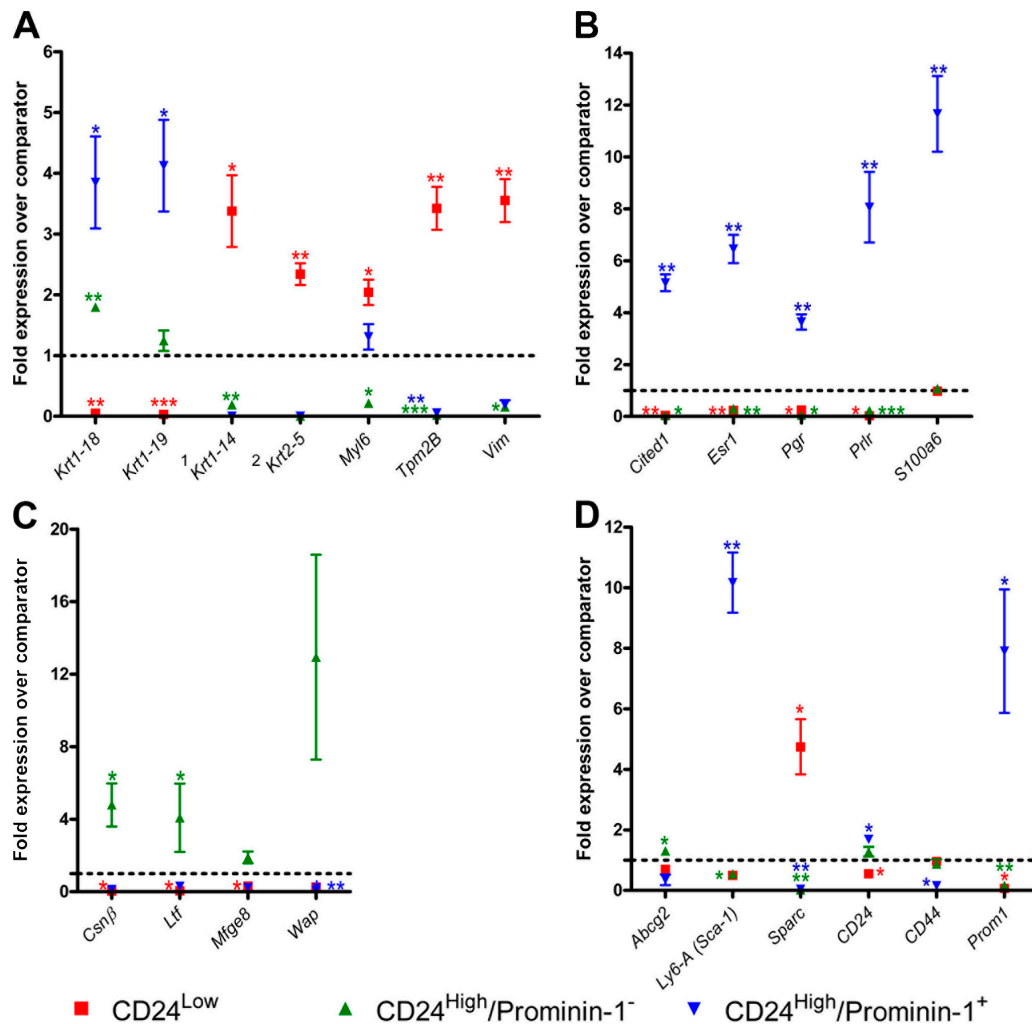 A
Fold expression over comparator
6
5
4
3
2
1
0
* * * ** ** * **
** ** *** ** * ** *** *
Krt1-18 Krt1-19 1 Krt1-14 2 Krt2-5 Myl6 Tpm2B Vim
B
Fold expression over comparator
14
12
10
8
6
4
2
0
** ** ** ** **
** * ** ** * * * ***
Cited1 Esr1 Pgr Prlr S100a6
C
Fold expression over comparator
20
16
12
8
4
0
* *
* * * * **
Csnβ Ltf Mfge8 Wap
D
Fold expression over comparator
12
10
8
6
4
2
0
** * * * *
* ** ** * * ** *
Abcg2 Ly6-A (Sca-1) Sparc CD24 CD44 Prom1
CD24Low CD24High/Prominin-1- CD24High/Prominin-1+